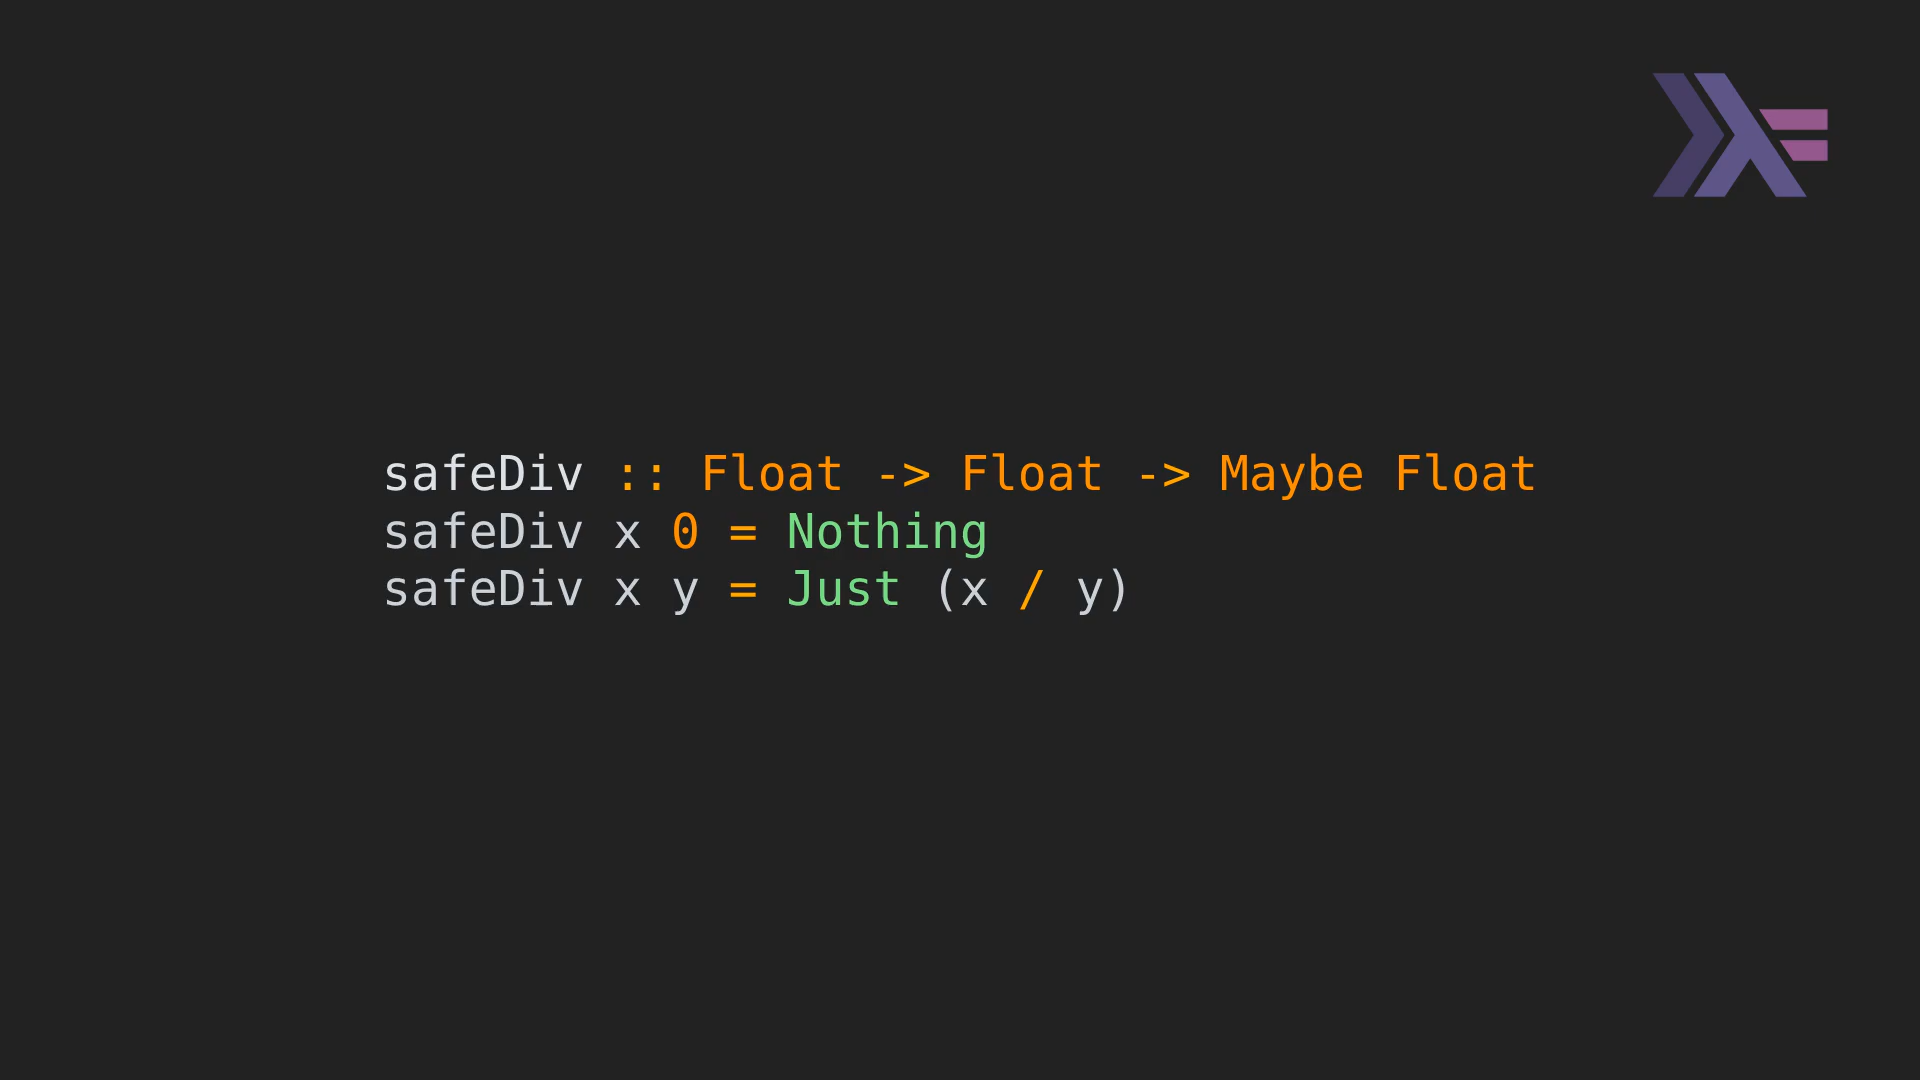 safeDiv :: Float -> Float -> Maybe Float
safeDiv x 0 = Nothing
safeDiv x y = Just (x / y)